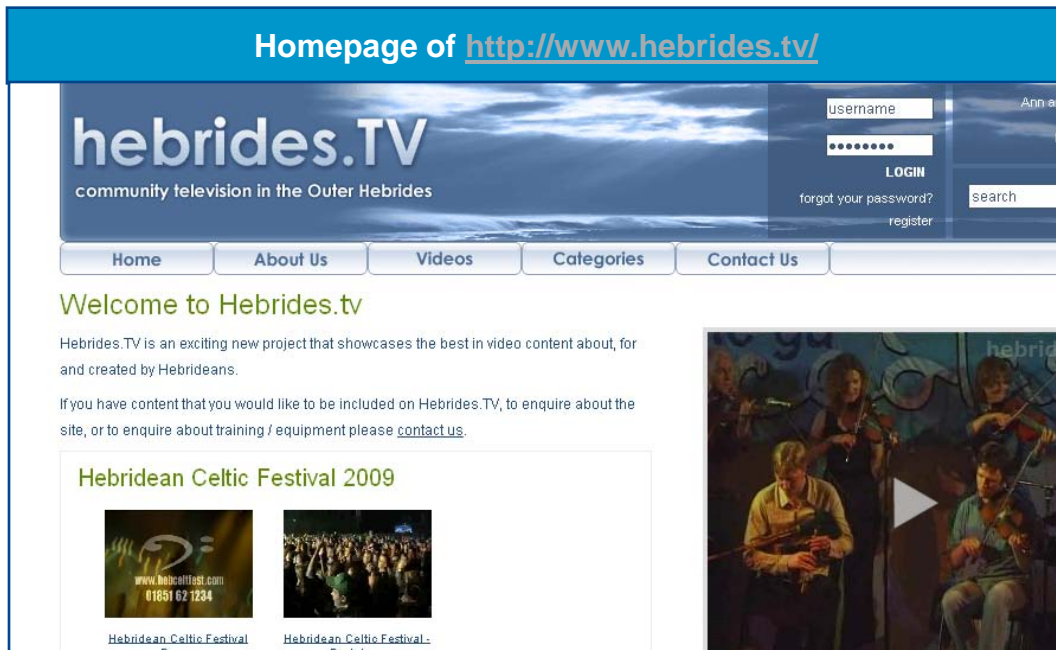 Homepage of http://www.hebrides.tv/
hebrides.TV
community television in the Outer Hebrides
username
LOGIN
forgot your password?
register
Ann a
search
Home About Us Videos Categories Contact Us
Welcome to Hebrides.tv
Hebrides.TV is an exciting new project that showcases the best in video content about, for
and created by Hebrideans.
If you have content that you would like to be included on Hebrides.TV, to enquire about the
site, or to enquire about training / equipment please contact us.
Hebridean Celtic Festival 2009
www.hebceltfest.com
01851 62 1234
Hebridean Celtic Festival
Hebridean Celtic Festival -
hebrid